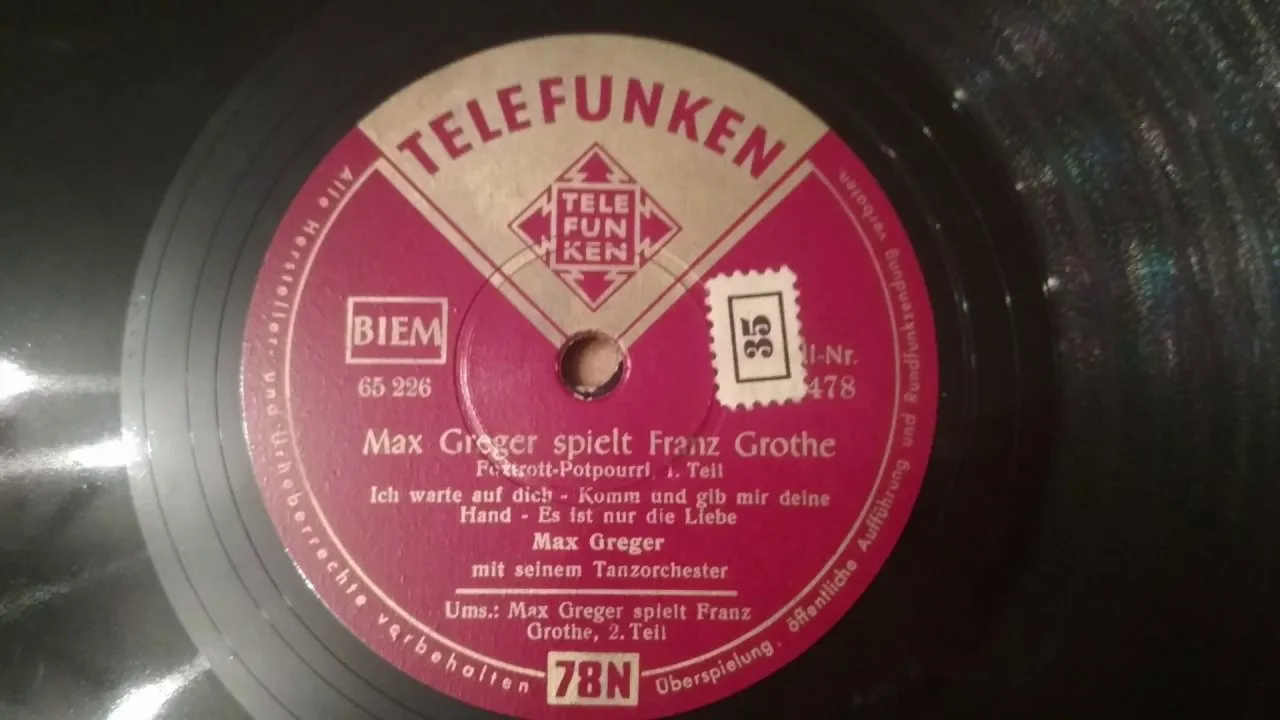 TELEFUNKEN
TELE
FUN
KEN
BIEM
65 226
35
ll-Nr.
478
Max Greger spielt Franz Grothe
Foxtrott-Potpourri 1. Teil
Ich warte auf dich - Komm und gib mir deine
Hand - Es ist nur die Liebe
Max Greger
mit seinem Tanzorchester
Ums.: Max Greger spielt Franz
Grothe, 2. Teil
78N
Alle Hersteller- und Urheberrechte vorbehalten
Überspielung, öffentliche Aufführung und Rundfunksendung verboten.